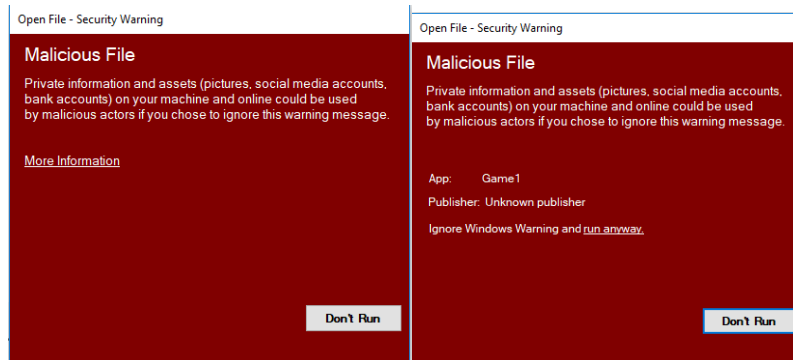 Open File - Security Warning
Malicious File
Private information and assets (pictures, social media accounts,
bank accounts) on your machine and online could be used
by malicious actors if you chose to ignore this warning message.
More Information
Don't Run
Open File - Security Warning
Malicious File
Private information and assets (pictures, social media accounts,
bank accounts) on your machine and online could be used
by malicious actors if you chose to ignore this warning message.
App: Game1
Publisher: Unknown publisher
Ignore Windows Warning and run anyway.
Don't Run